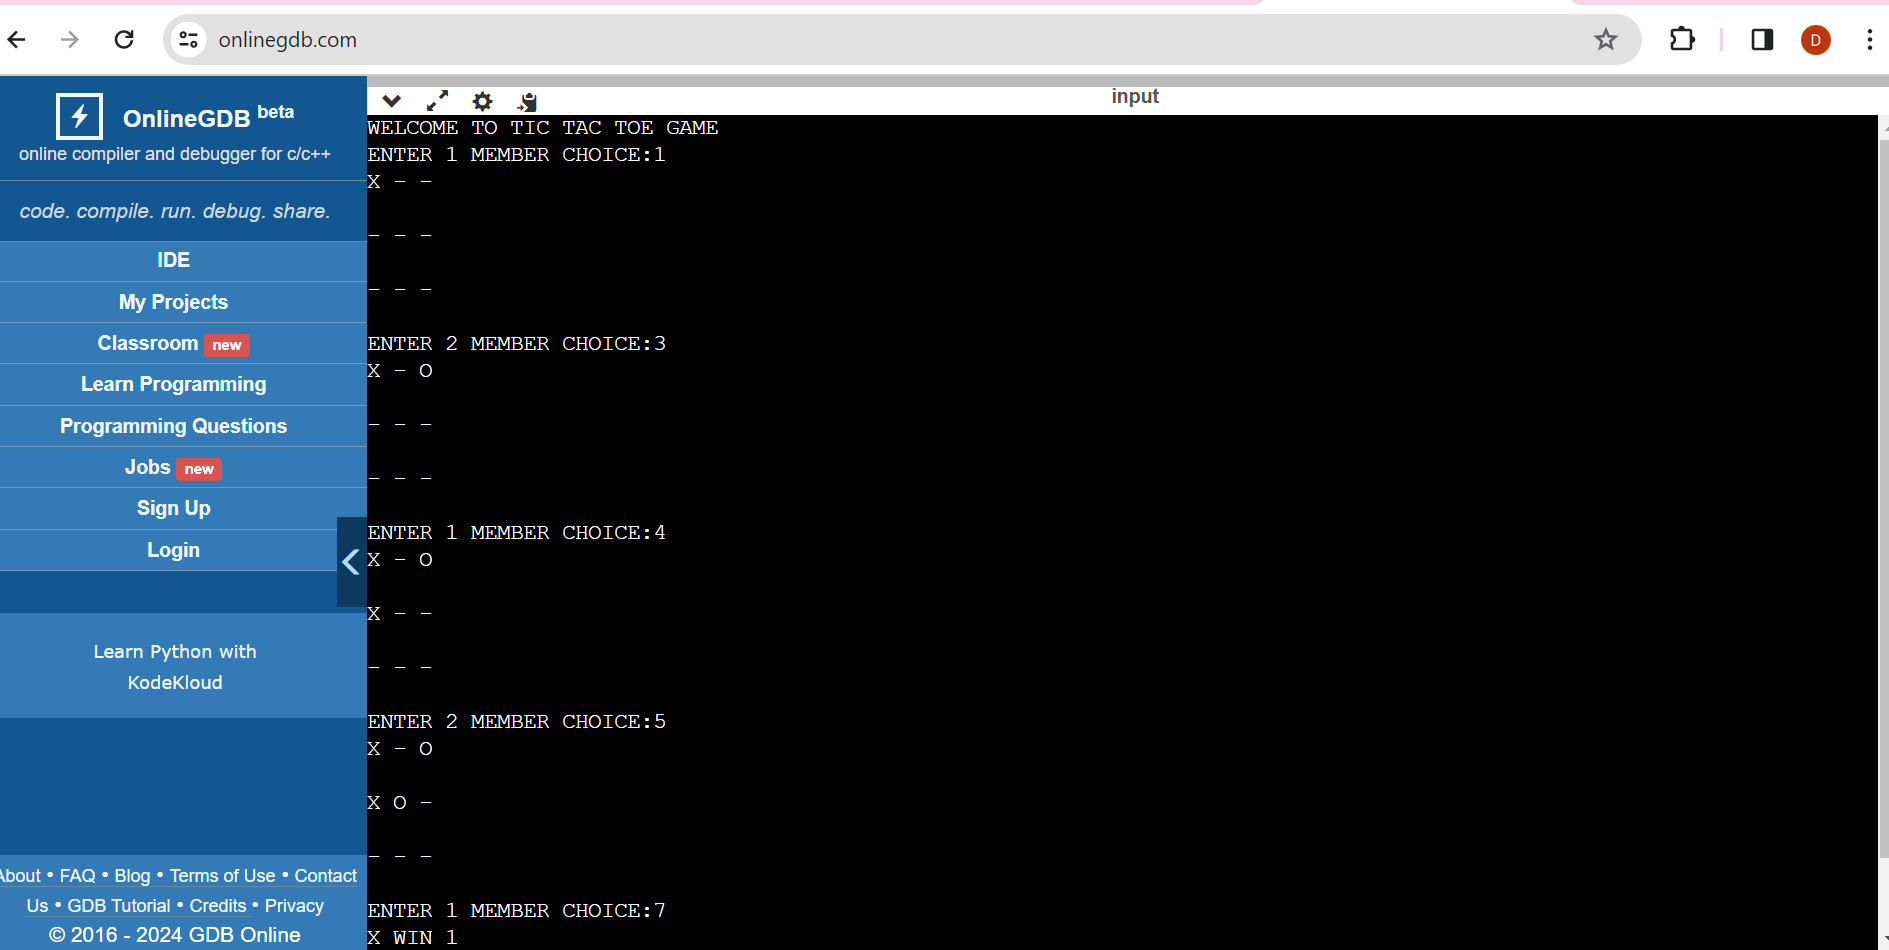 onlinegdb.com
D
OnlineGDB beta
online compiler and debugger for c/c++
code. compile. run. debug. share.
IDE
My Projects
Classroom new
Learn Programming
Programming Questions
Jobs new
Sign Up
Login
Learn Python with
KodeKloud
About • FAQ • Blog • Terms of Use • Contact
Us • GDB Tutorial • Credits • Privacy
© 2016 - 2024 GDB Online
input
WELCOME TO TIC TAC TOE GAME
ENTER 1 MEMBER CHOICE:1
X - -
- - -
- - -
ENTER 2 MEMBER CHOICE:3
X - O
- - -
- - -
ENTER 1 MEMBER CHOICE:4
X - O
X - -
- - -
ENTER 2 MEMBER CHOICE:5
X - O
X O -
- - -
ENTER 1 MEMBER CHOICE:7
X WIN 1